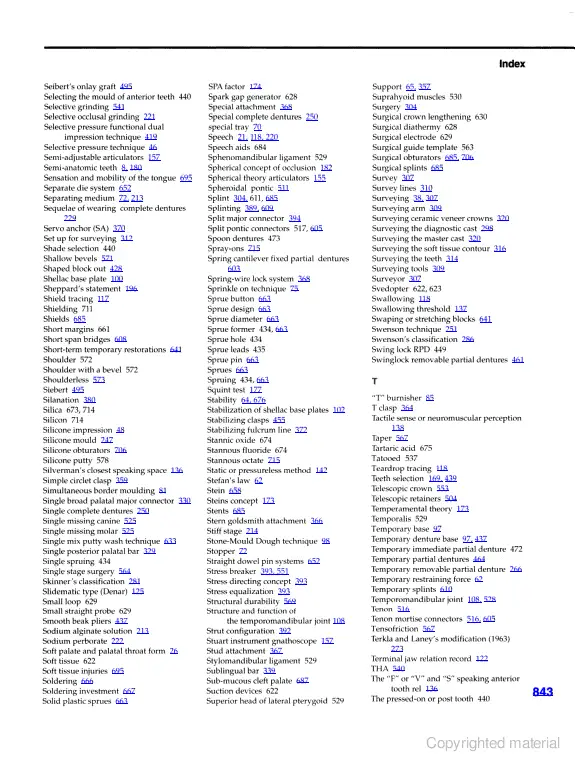 Index
Seibert's onlay graft 495
Selecting the mould of anterior teeth 440
Selective grinding 541
Selective occlusal grinding 221
Selective pressure functional dual
impression technique 419
Selective pressure technique 46
Semi-adjustable articulators 157
Semi-anatomic teeth 8, 180
Sensation and mobility of the tongue 695
Separate die system 652
Separating medium 72, 213
Sequelae of wearing complete dentures
229
Servo anchor (SA) 370
Set up for surveying 312
Shade selection 440
Shallow bevels 571
Shaped block out 428
Shellac base plate 100
Sheppard's statement 196
Shield tracing 117
Shielding 711
Shields 685
Short margins 661
Short span bridges 608
Short-term temporary restorations 641
Shoulder 572
Shoulder with a bevel 572
Shoulderless 573
Siebert 495
Silanation 380
Silica 673, 714
Silicon 714
Silicone impression 48
Silicone mould 747
Silicone obturators 706
Silicone putty 578
Silverman's closest speaking space 136
Simple circlet clasp 359
Simultaneous border moulding 81
Single broad palatal major connector 330
Single complete dentures 250
Single missing canine 525
Single missing molar 525
Single mix putty wash technique 633
Single posterior palatal bar 329
Single spruing 434
Single stage surgery 564
Skinner's classification 281
Slidematic type (Denar) 125
Small loop 629
Small straight probe 629
Smooth beak pliers 437
Sodium alginate solution 213
Sodium perborate 222
Soft palate and palatal throat form 26
Soft tissue 622
Soft tissue injuries 695
Soldering 666
Soldering investment 667
Solid plastic sprues 663
SPA factor 174
Spark gap generator 628
Special attachment 368
Special complete dentures 250
special tray 70
Speech 21, 118, 220
Speech aids 684
Sphenomandibular ligament 529
Spherical concept of occlusion 182
Spherical theory articulators 155
Spheroidal pontic 511
Splint 304, 611, 685
Splinting 389, 609
Split major connector 394
Split pontic connectors 517, 605
Spoon dentures 473
Spray-ons 715
Spring cantilever fixed partial dentures
603
Spring-wire lock system 368
Sprinkle on technique 75
Sprue button 663
Sprue design 663
Sprue diameter 663
Sprue former 434, 663
Sprue hole 434
Sprue leads 435
Sprue pin 663
Sprues 663
Spruing 434, 663
Squint test 177
Stability 64, 676
Stabilization of shellac base plates 102
Stabilizing clasps 455
Stabilizing fulcrum line 372
Stannic oxide 674
Stannous fluoride 674
Stannous octate 715
Static or pressureless method 142
Stefan's law 62
Stein 658
Steins concept 173
Stents 685
Stern goldsmith attachment 366
Stiff stage 214
Stone-Mould Dough technique 98
Stopper 72
Straight dowel pin systems 652
Stress breaker 393, 551
Stress directing concept 393
Stress equalization 393
Structural durability 569
Structure and function of
the temporomandibular joint 108
Strut configuration 392
Stuart instrument gnathoscope 157
Stud attachment 367
Stylomandibular ligament 529
Sublingual bar 339
Sub-mucous cleft palate 687
Suction devices 622
Superior head of lateral pterygoid 529
Support 65, 357
Suprahyoid muscles 530
Surgery 304
Surgical crown lengthening 630
Surgical diathermy 628
Surgical electrode 629
Surgical guide template 563
Surgical obturators 685, 706
Surgical splints 685
Survey 307
Survey lines 310
Surveying 38, 307
Surveying arm 309
Surveying ceramic veneer crowns 320
Surveying the diagnostic cast 298
Surveying the master cast 320
Surveying the soft tissue contour 316
Surveying the teeth 314
Surveying tools 309
Surveyor 307
Svedopter 622, 623
Swallowing 118
Swallowing threshold 137
Swaping or stretching blocks 641
Swenson technique 251
Swenson's classification 286
Swing lock RPD 449
Swinglock removable partial dentures 461
T
"T" burnisher 85
T clasp 364
Tactile sense or neuromuscular perception
138
Taper 567
Tartaric acid 675
Tatooed 537
Teardrop tracing 118
Teeth selection 169, 439
Telescopic crown 553
Telescopic retainers 504
Temperamental theory 173
Temporalis 529
Temporary base 97
Temporary denture base 97, 437
Temporary immediate partial denture 472
Temporary partial dentures 464
Temporary removable partial denture 266
Temporary restraining force 62
Temporary splints 610
Temporomandibular joint 108, 528
Tenon 516
Tenon mortise connectors 516, 605
Tensofriction 567
Terkla and Laney's modification (1963)
273
Terminal jaw relation record 122
THA 540
The "F" or "V" and "S" speaking anterior
tooth rel 136
The pressed-on or post tooth 440
843
Copyrighted material